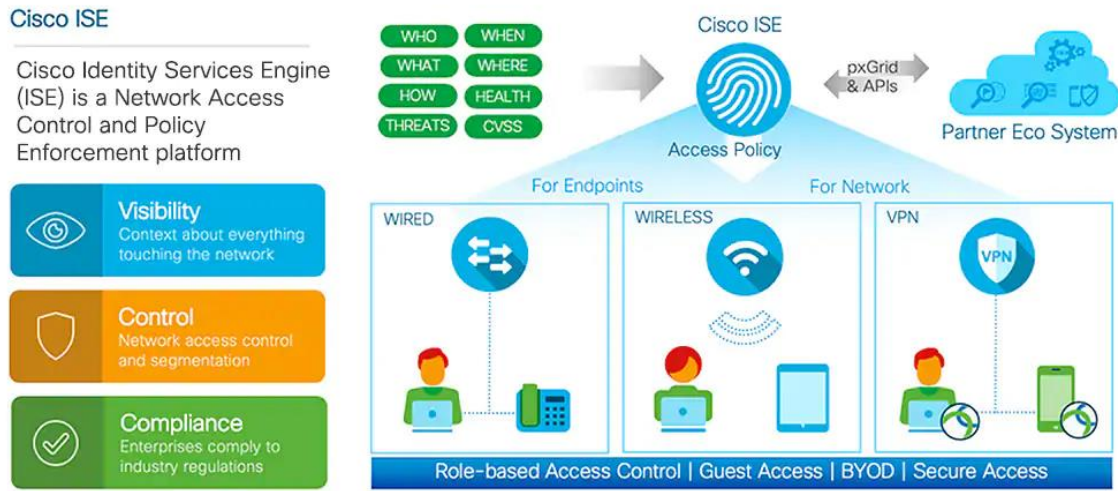 Cisco ISE
Cisco Identity Services Engine
(ISE) is a Network Access
Control and Policy
Enforcement platform
Visibility
Context about everything
touching the network
Control
Network access control
and segmentation
Compliance
Enterprises comply to
industry regulations
WHO
WHEN
WHAT
WHERE
HOW
HEALTH
THREATS
CVSS
Cisco ISE
Access Policy
pxGrid
& APIs
Partner Eco System
For Endpoints
For Network
WIRED
WIRELESS
VPN
VPN
Role-based Access Control | Guest Access | BYOD | Secure Access